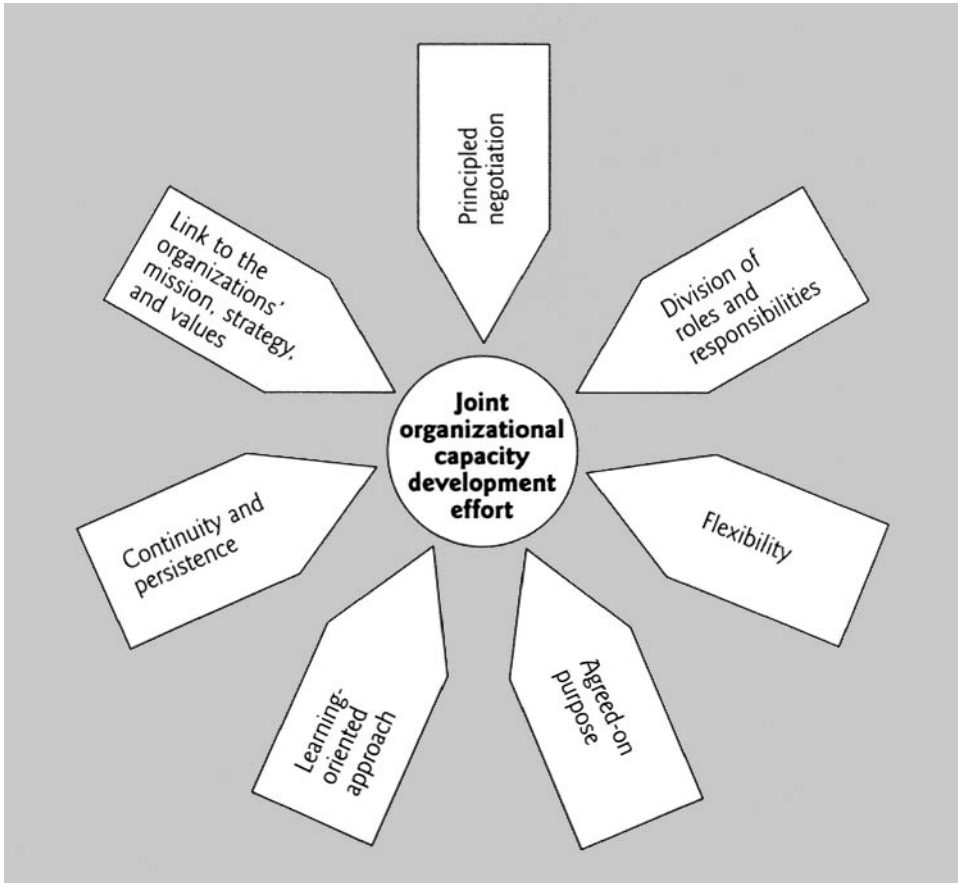 Principled
negotiation
Link to the
organizations'
mission, strategy,
and values
Division of
roles and
responsibilities
Joint
organizational
capacity
development
effort
Continuity and
persistence
Flexibility
Learning-
oriented
approach
Agreed-on
purpose